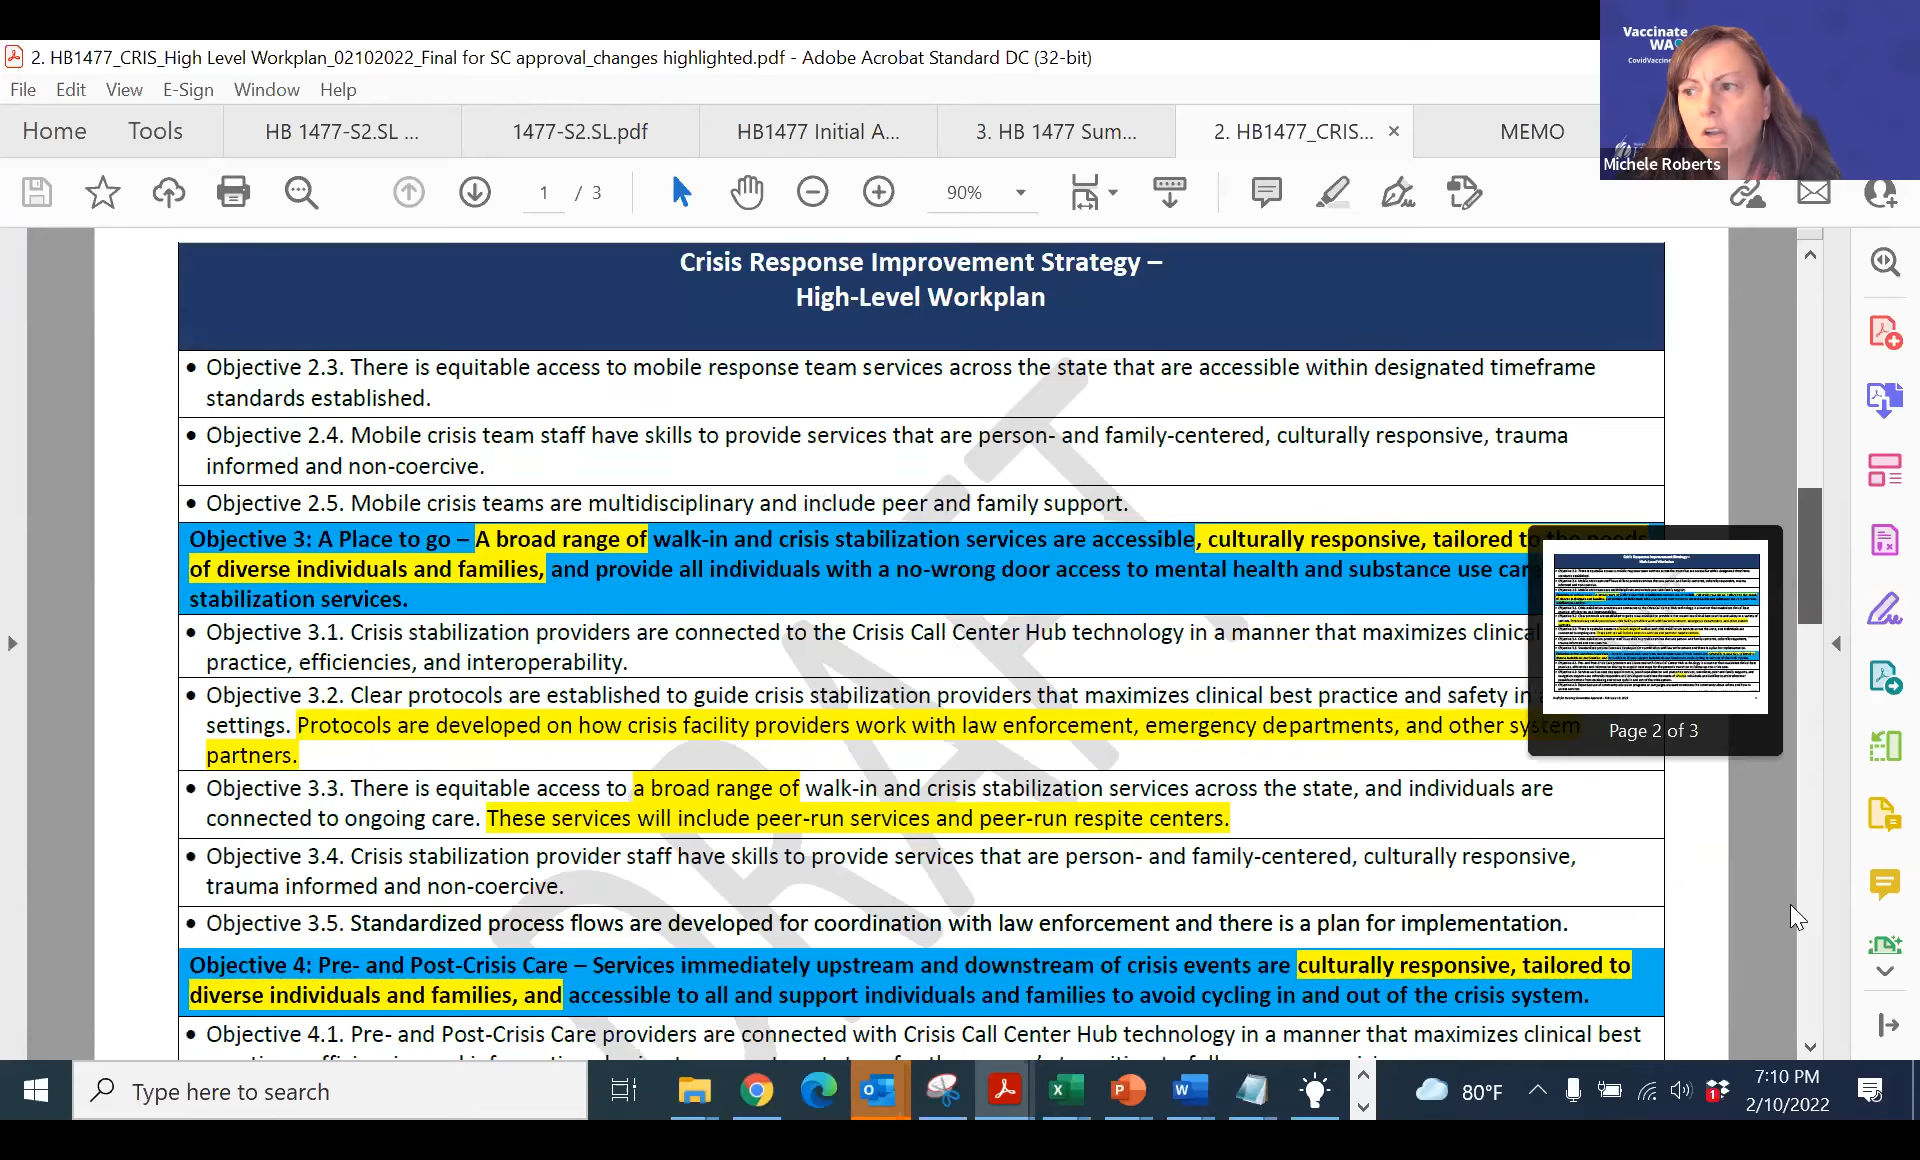 2. HB1477_CRIS_High Level Workplan_02102022_Final for SC approval_changes highlighted.pdf - Adobe Acrobat Standard DC (32-bit)
Vaccinate
WA
CovidVaccine
Michele Roberts
File Edit View E-Sign Window Help
Home Tools HB 1477-S2.SL ... 1477-S2.SL.pdf HB1477 Initial A... 3. HB 1477 Sum... 2. HB1477_CRIS... × MEMO
1 / 3 90%
Crisis Response Improvement Strategy –
High-Level Workplan
• Objective 2.3. There is equitable access to mobile response team services across the state that are accessible within designated timeframe
standards established.
• Objective 2.4. Mobile crisis team staff have skills to provide services that are person- and family-centered, culturally responsive, trauma
informed and non-coercive.
• Objective 2.5. Mobile crisis teams are multidisciplinary and include peer and family support.
Objective 3: A Place to go – A broad range of walk-in and crisis stabilization services are accessible, culturally responsive, tailored to the needs
of diverse individuals and families, and provide all individuals with a no-wrong door access to mental health and substance use care
stabilization services.
• Objective 3.1. Crisis stabilization providers are connected to the Crisis Call Center Hub technology in a manner that maximizes clinical
practice, efficiencies, and interoperability.
• Objective 3.2. Clear protocols are established to guide crisis stabilization providers that maximizes clinical best practice and safety in
settings. Protocols are developed on how crisis facility providers work with law enforcement, emergency departments, and other system
partners.
• Objective 3.3. There is equitable access to a broad range of walk-in and crisis stabilization services across the state, and individuals are
connected to ongoing care. These services will include peer-run services and peer-run respite centers.
• Objective 3.4. Crisis stabilization provider staff have skills to provide services that are person- and family-centered, culturally responsive,
trauma informed and non-coercive.
• Objective 3.5. Standardized process flows are developed for coordination with law enforcement and there is a plan for implementation.
Objective 4: Pre- and Post-Crisis Care – Services immediately upstream and downstream of crisis events are culturally responsive, tailored to
diverse individuals and families, and accessible to all and support individuals and families to avoid cycling in and out of the crisis system.
• Objective 4.1. Pre- and Post-Crisis Care providers are connected with Crisis Call Center Hub technology in a manner that maximizes clinical best
DRAFT
Page 2 of 3
Type here to search
80°F
1
7:10 PM
2/10/2022